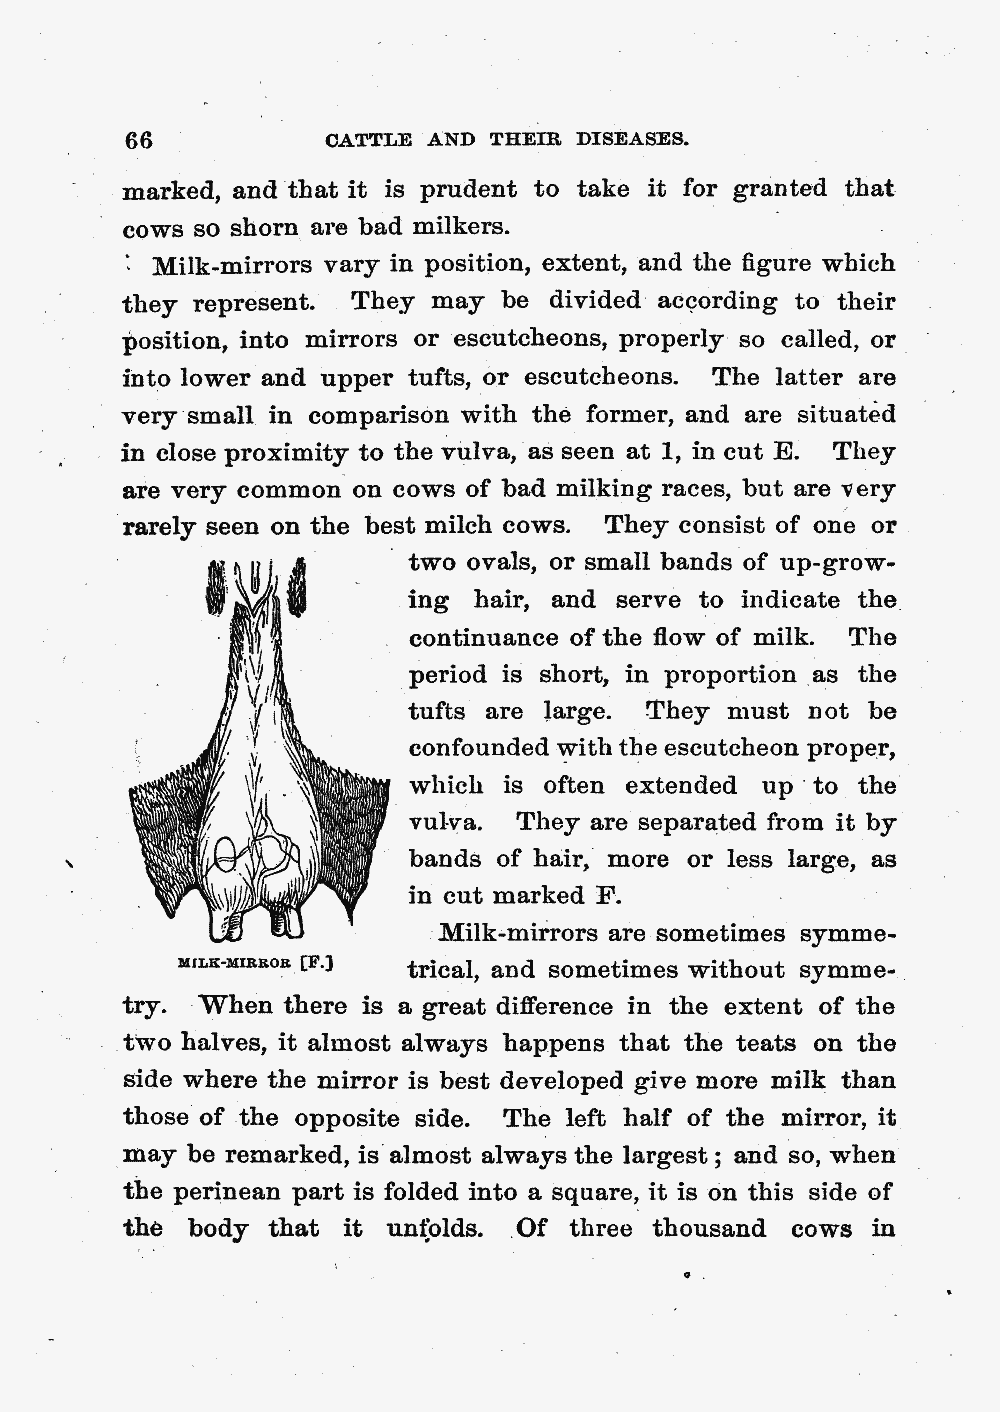 66 CATTLE AND THEIR DISEASES.
marked, and that it is prudent to take it for granted that
cows so shorn are bad milkers.
Milk-mirrors vary in position, extent, and the figure which
they represent. They may be divided according to their
position, into mirrors or escutcheons, properly so called, or
into lower and upper tufts, or escutcheons. The latter are
very small in comparison with the former, and are situated
in close proximity to the vulva, as seen at 1, in cut E. They
are very common on cows of bad milking races, but are very
rarely seen on the best milch cows. They consist of one or
two ovals, or small bands of up-grow-
ing hair, and serve to indicate the
continuance of the flow of milk. The
period is short, in proportion as the
tufts are large. They must not be
confounded with the escutcheon proper,
which is often extended up to the
vulva. They are separated from it by
bands of hair, more or less large, as
in cut marked F.
MILK-MIRROR [F.]
Milk-mirrors are sometimes symme-
trical, and sometimes without symme-
try. When there is a great difference in the extent of the
two halves, it almost always happens that the teats on the
side where the mirror is best developed give more milk than
those of the opposite side. The left half of the mirror, it
may be remarked, is almost always the largest; and so, when
the perinean part is folded into a square, it is on this side of
the body that it unfolds. Of three thousand cows in